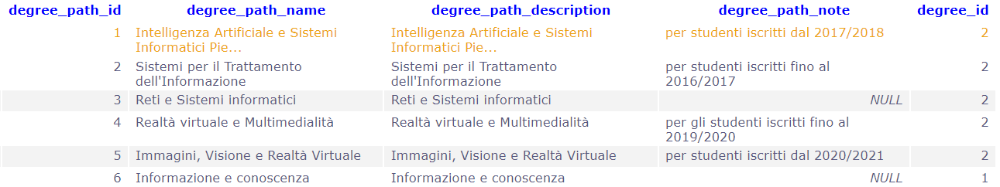 degree_path_id degree_path_name degree_path_description degree_path_note degree_id
1 Intelligenza Artificiale e Sistemi Intelligenza Artificiale e Sistemi per studenti iscritti dal 2017/2018 2
Informatici Pie... Informatici Pie...
2 Sistemi per il Trattamento Sistemi per il Trattamento per studenti iscritti fino al 2
dell'Informazione dell'Informazione 2016/2017
3 Reti e Sistemi informatici Reti e Sistemi informatici NULL 2
4 Realtà virtuale e Multimedialità Realtà virtuale e Multimedialità per gli studenti iscritti fino al 2
2019/2020
5 Immagini, Visione e Realtà Virtuale Immagini, Visione e Realtà Virtuale per studenti iscritti dal 2020/2021 2
6 Informazione e conoscenza Informazione e conoscenza NULL 1